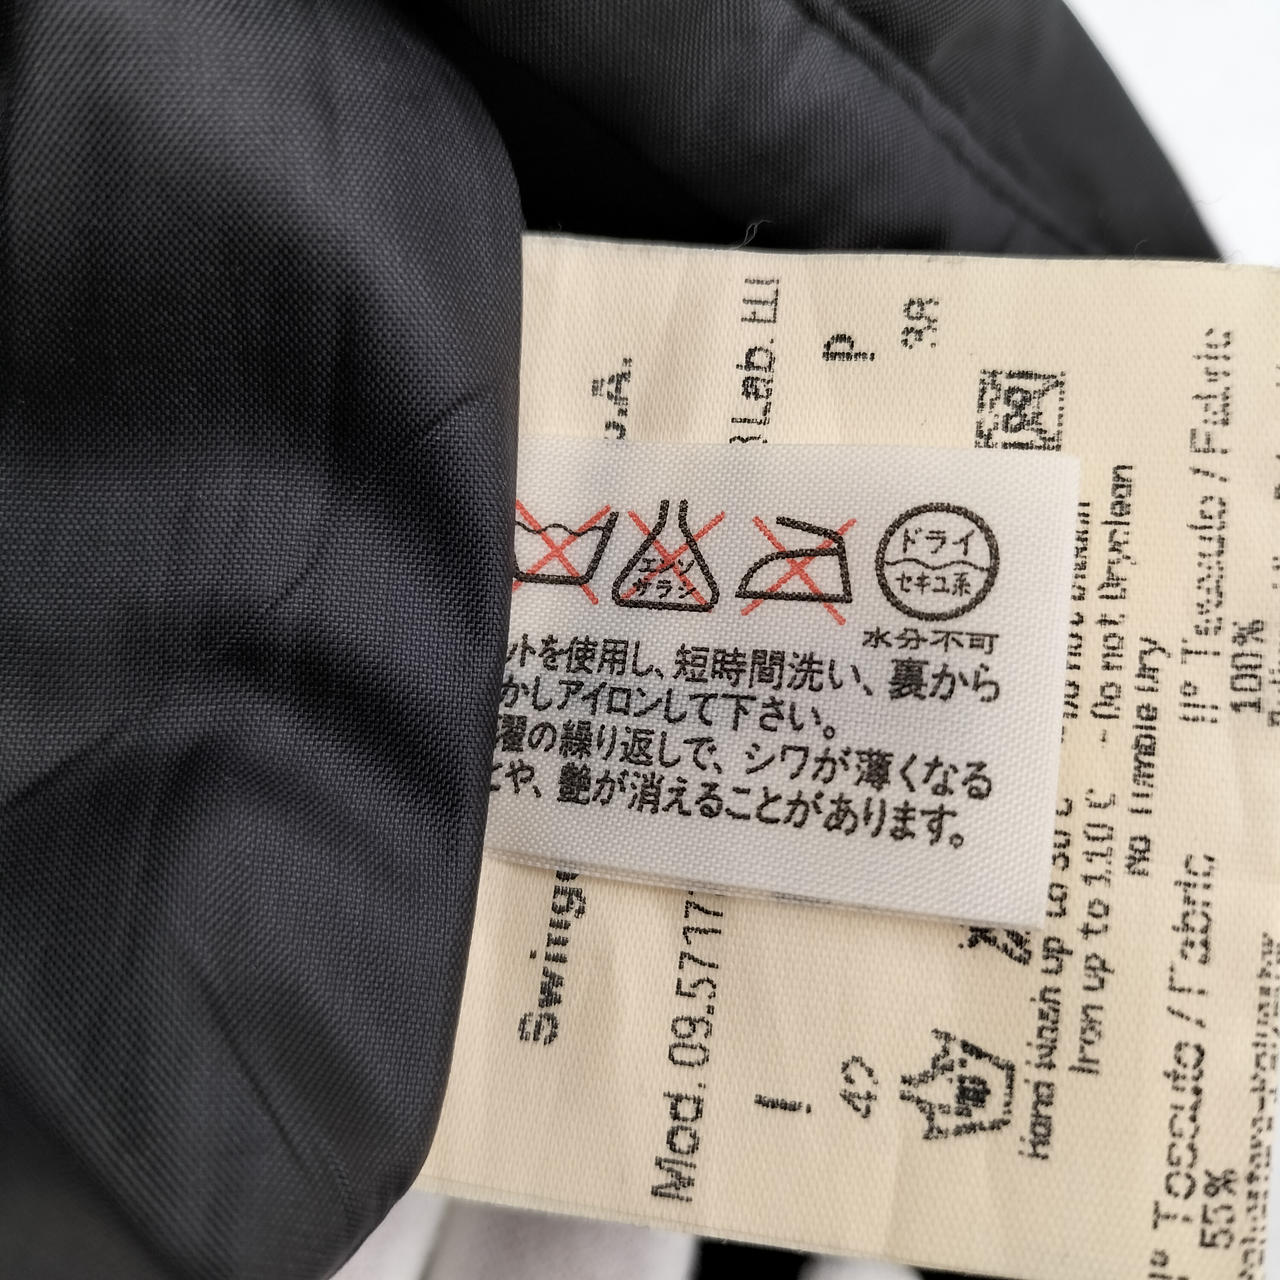 エンソ
サラシ
ドライ
セキユ系
水分不可
ットを使用し、短時間洗い、裏から
かしアイロンして下さい。
濯の繰り返しで、シワが薄くなる
とや、艶が消えることがあります。
Lab.
P
38
Mod. 09.5717
I
42
Hand Wash up to 30 C
Iron up to 110 C - Do not Dryclean
No Tumble Dry
I° Tessuto / Fabric
55%
II° Tessuto / Fabric
100%